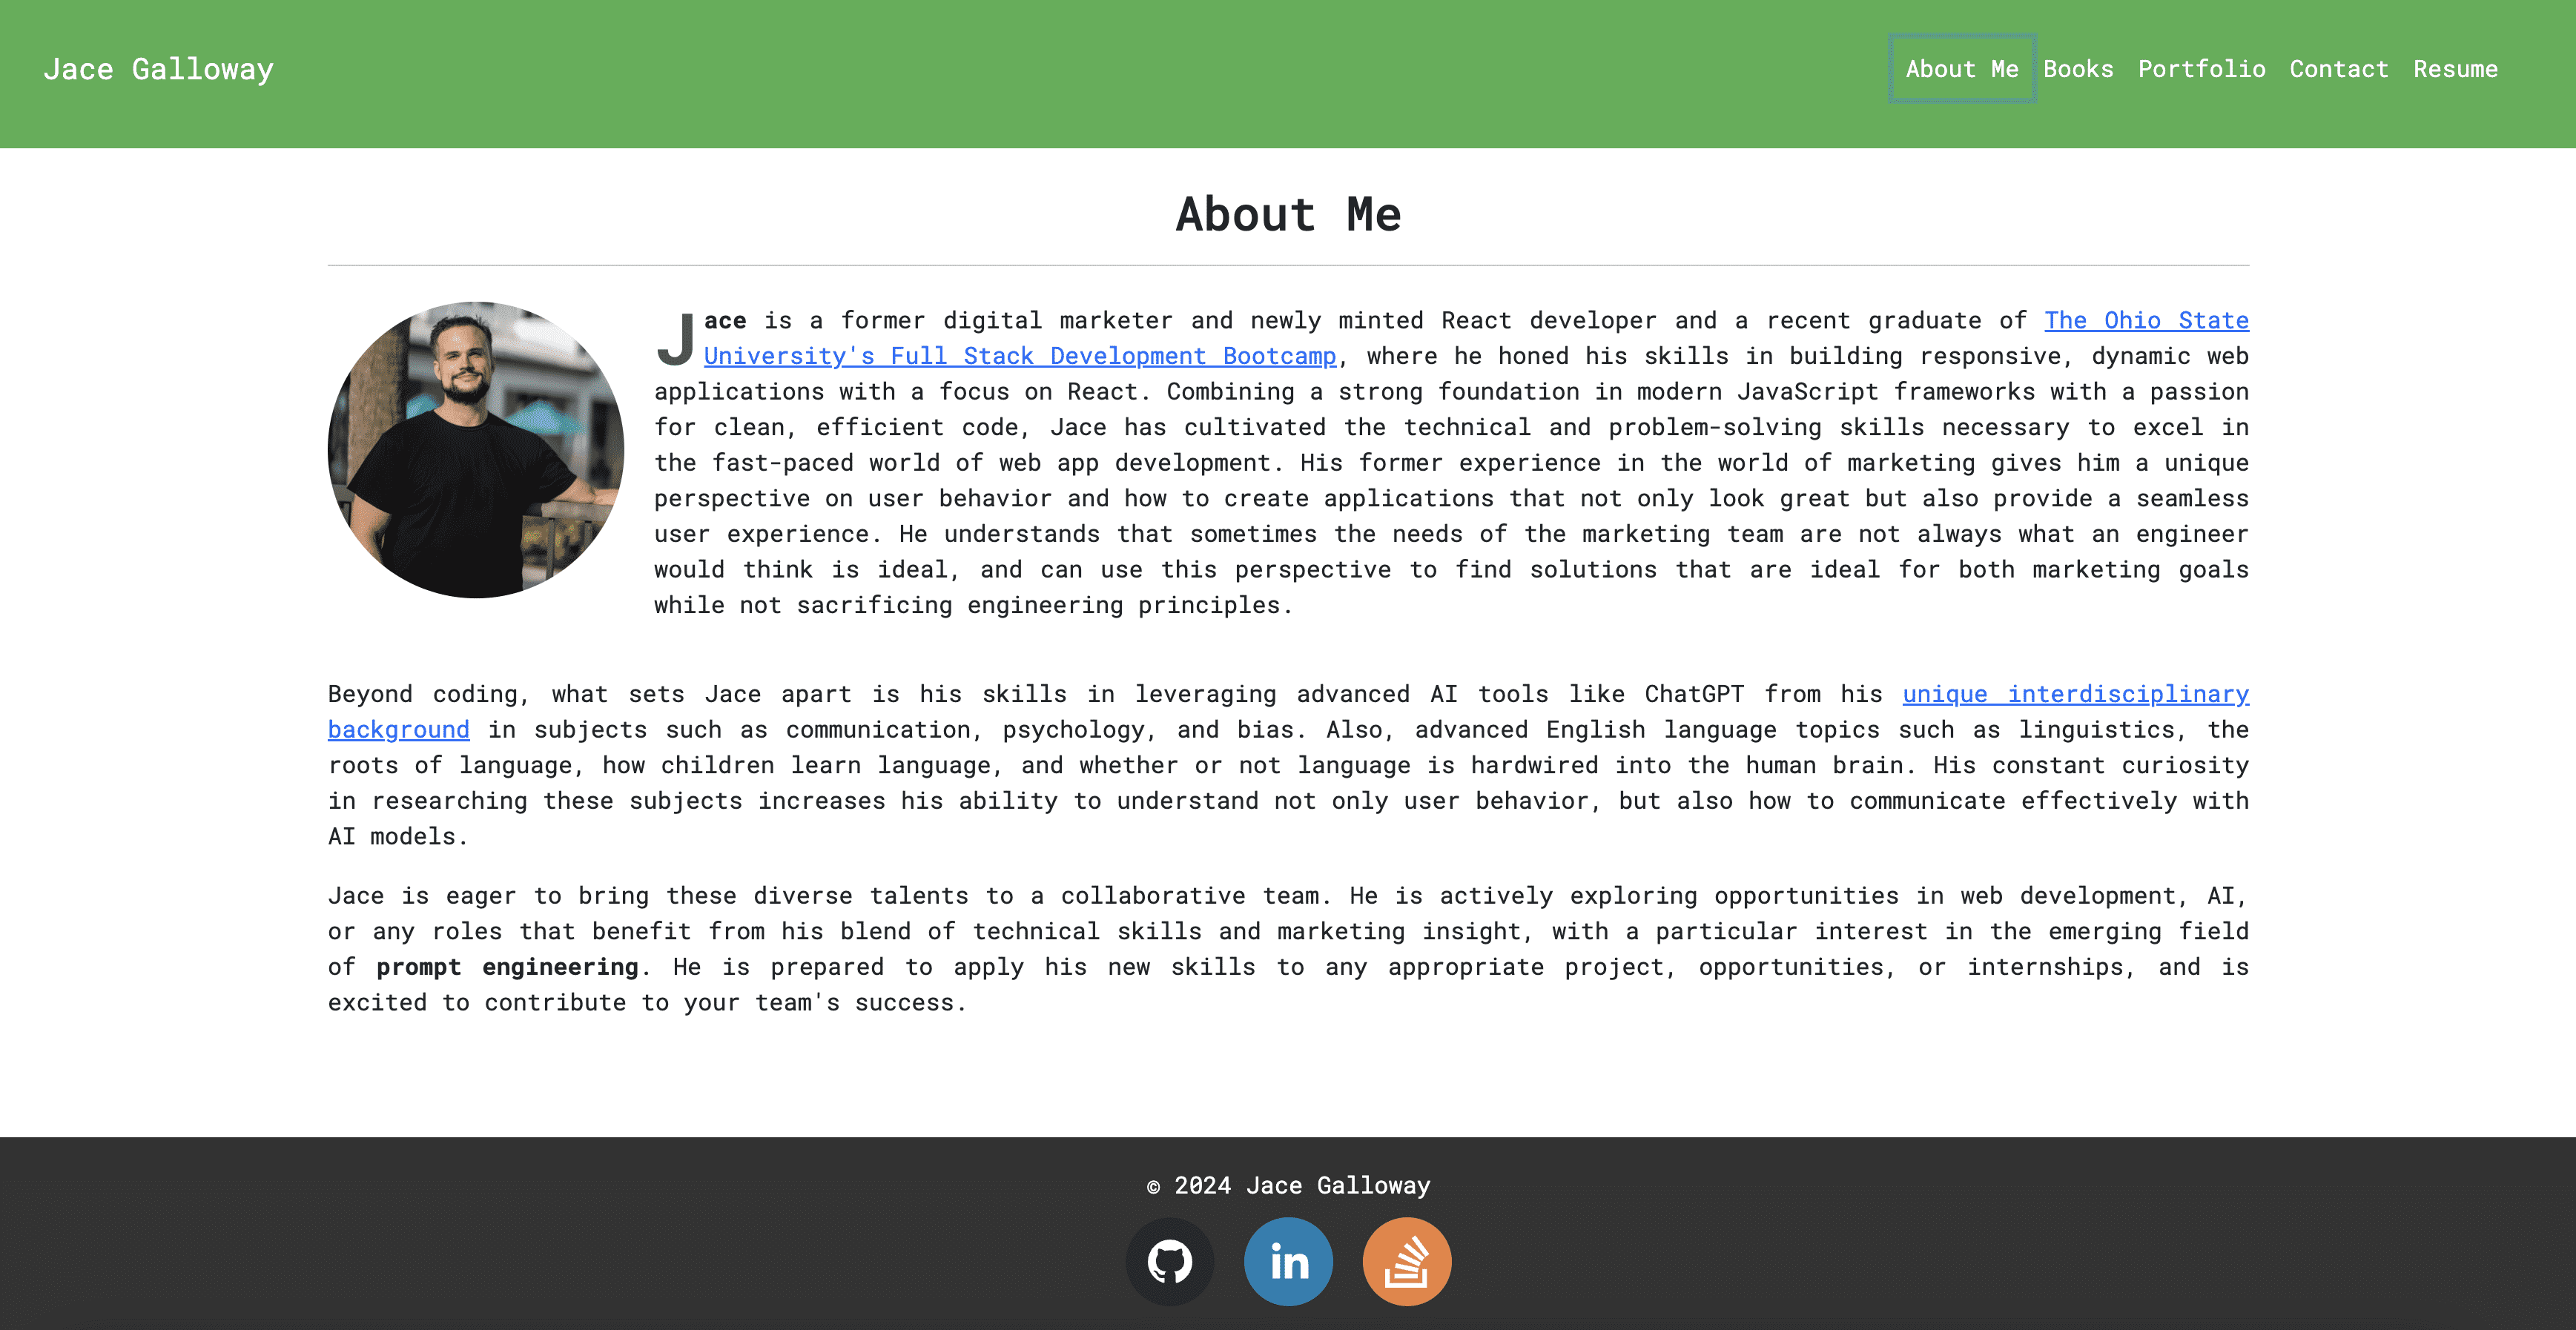 Jace Galloway
About Me Books Portfolio Contact Resume
About Me
Jace is a former digital marketer and newly minted React developer and a recent graduate of The Ohio State
University's Full Stack Development Bootcamp, where he honed his skills in building responsive, dynamic web
applications with a focus on React. Combining a strong foundation in modern JavaScript frameworks with a passion
for clean, efficient code, Jace has cultivated the technical and problem-solving skills necessary to excel in
the fast-paced world of web app development. His former experience in the world of marketing gives him a unique
perspective on user behavior and how to create applications that not only look great but also provide a seamless
user experience. He understands that sometimes the needs of the marketing team are not always what an engineer
would think is ideal, and can use this perspective to find solutions that are ideal for both marketing goals
while not sacrificing engineering principles.
Beyond coding, what sets Jace apart is his skills in leveraging advanced AI tools like ChatGPT from his unique interdisciplinary
background in subjects such as communication, psychology, and bias. Also, advanced English language topics such as linguistics, the
roots of language, how children learn language, and whether or not language is hardwired into the human brain. His constant curiosity
in researching these subjects increases his ability to understand not only user behavior, but also how to communicate effectively with
AI models.
Jace is eager to bring these diverse talents to a collaborative team. He is actively exploring opportunities in web development, AI,
or any roles that benefit from his blend of technical skills and marketing insight, with a particular interest in the emerging field
of prompt engineering. He is prepared to apply his new skills to any appropriate project, opportunities, or internships, and is
excited to contribute to your team's success.
© 2024 Jace Galloway
in